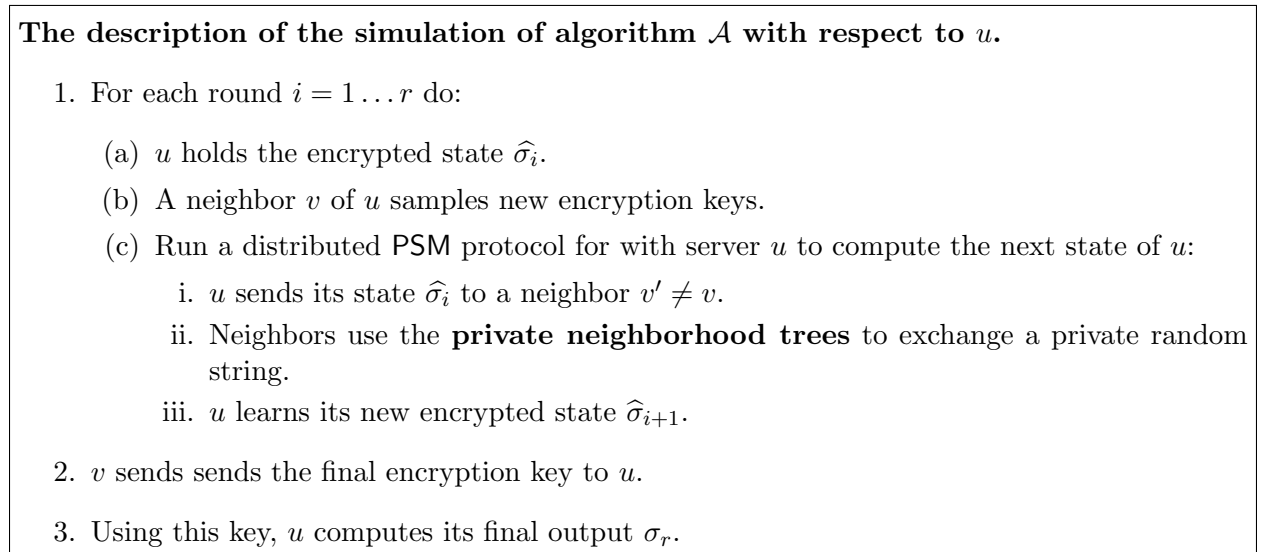 The description of the simulation of algorithm 𝒜 with respect to u.
1. For each round i = 1 … r do:
(a) u holds the encrypted state σ̂ᵢ.
(b) A neighbor v of u samples new encryption keys.
(c) Run a distributed PSM protocol for with server u to compute the next state of u:
i. u sends its state σ̂ᵢ to a neighbor v′ ≠ v.
ii. Neighbors use the private neighborhood trees to exchange a private random
string.
iii. u learns its new encrypted state σ̂ᵢ₊₁.
2. v sends sends the final encryption key to u.
3. Using this key, u computes its final output σᵣ.